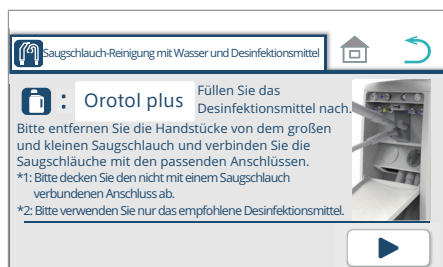 Saugschlauch-Reinigung mit Wasser und Desinfektionsmittel
: Orotol plus
Füllen Sie das
Desinfektionsmittel nach.
Bitte entfernen Sie die Handstücke von dem großen
und kleinen Saugschlauch und verbinden Sie die
Saugschläuche mit den passenden Anschlüssen.
*1: Bitte decken Sie den nicht mit einem Saugschlauch
verbundenen Anschluss ab.
*2: Bitte verwenden Sie nur das empfohlene Desinfektionsmittel.